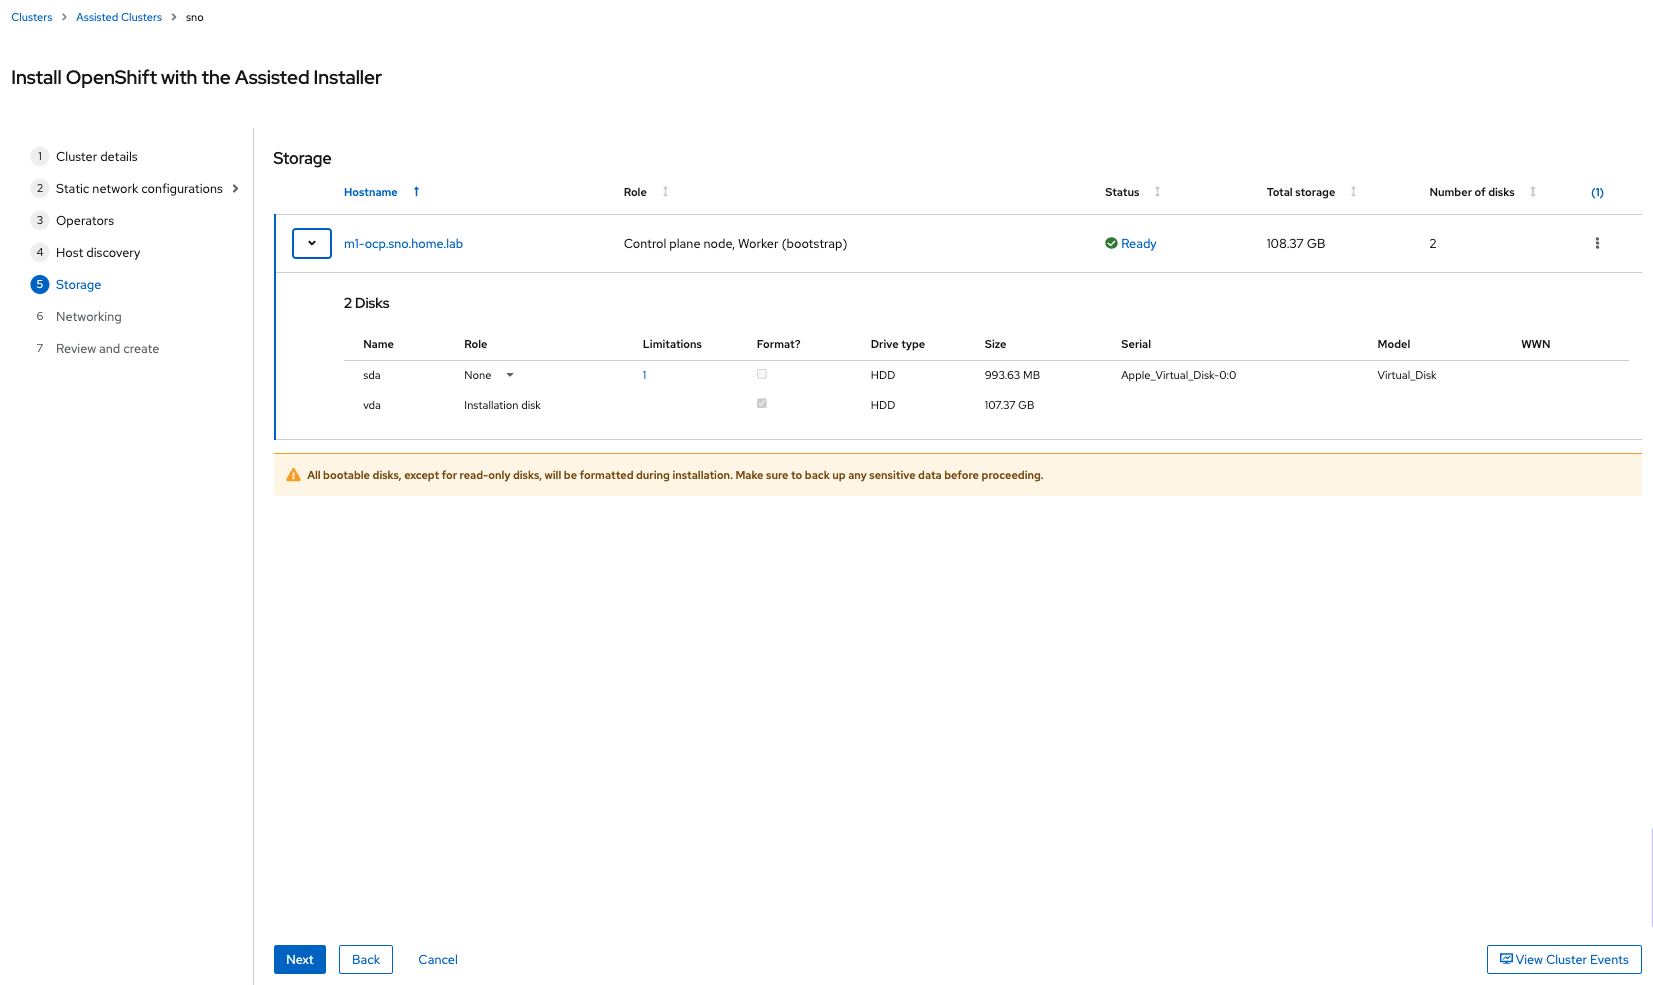 Clusters > Assisted Clusters > sno
Install OpenShift with the Assisted Installer
1 Cluster details
2 Static network configurations
3 Operators
4 Host discovery
5 Storage
6 Networking
7 Review and create
Storage
Hostname Role Status Total storage Number of disks (1)
m1-ocp.sno.home.lab Control plane node, Worker (bootstrap) Ready 108.37 GB 2
2 Disks
Name Role Limitations Format? Drive type Size Serial Model WWN
sda None 1 HDD 993.63 MB Apple_Virtual_Disk-0:0 Virtual_Disk
vda Installation disk HDD 107.37 GB
All bootable disks, except for read-only disks, will be formatted during installation. Make sure to back up any sensitive data before proceeding.
Next Back Cancel View Cluster Events